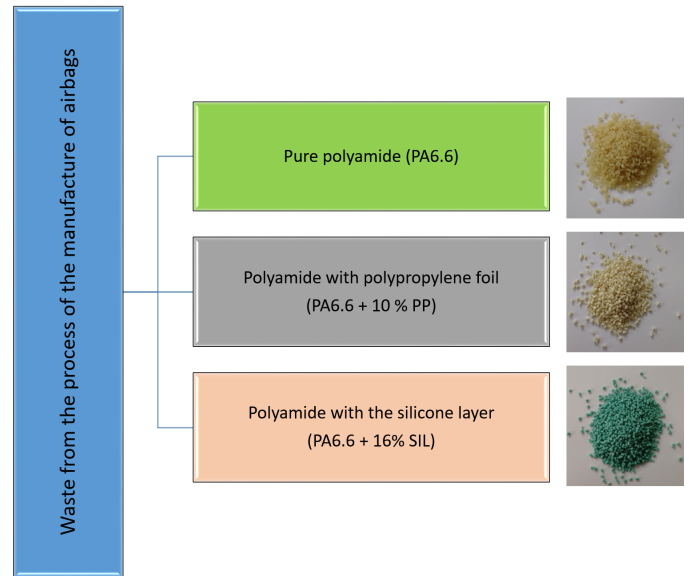 Waste from the process of the manufacture of airbags
Pure polyamide (PA6.6)
Polyamide with polypropylene foil
(PA6.6 + 10 % PP)
Polyamide with the silicone layer
(PA6.6 + 16% SIL)